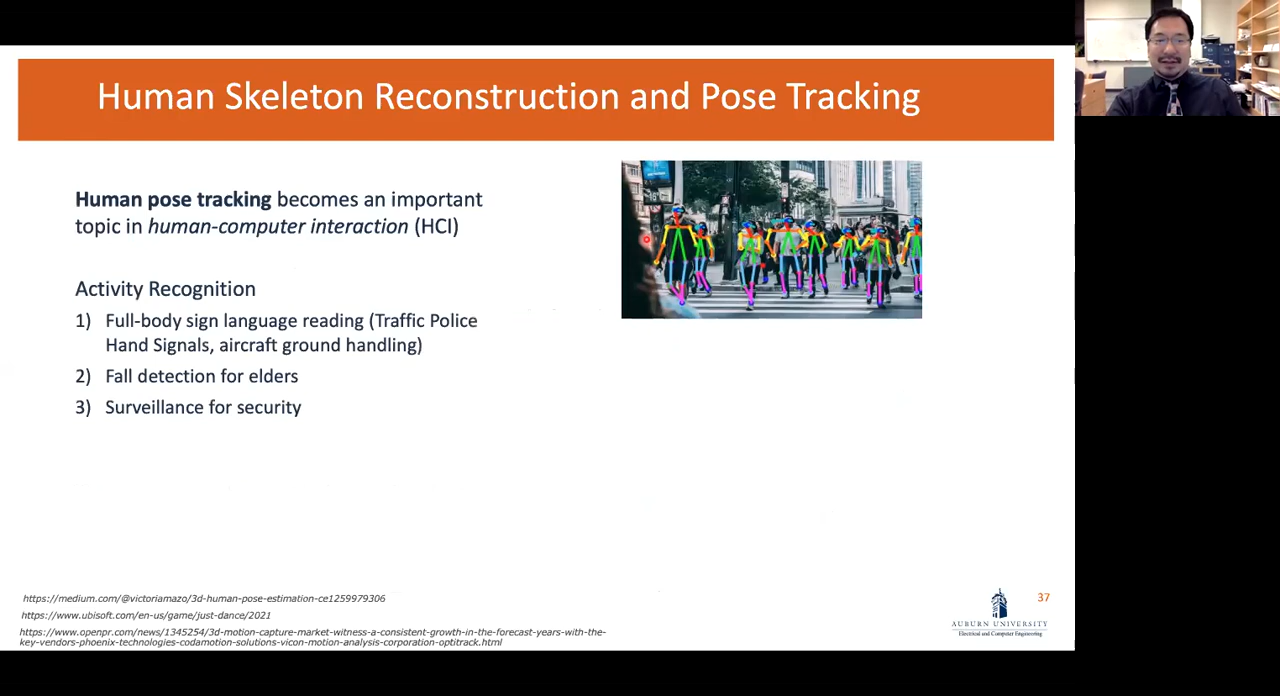 Human Skeleton Reconstruction and Pose Tracking
Human pose tracking becomes an important
topic in human-computer interaction (HCI)
Activity Recognition
1) Full-body sign language reading (Traffic Police
Hand Signals, aircraft ground handling)
2) Fall detection for elders
3) Surveillance for security
https://medium.com/@victoriamazo/3d-human-pose-estimation-ce1259979306
https://www.ubisoft.com/en-us/game/just-dance/2021
https://www.openpr.com/news/1345254/3d-motion-capture-market-witness-a-consistent-growth-in-the-forecast-years-with-the-
key-vendors-phoenix-technologies-codamotion-solutions-vicon-motion-analysis-corporation-optitrack.html
37
AUBURN UNIVERSITY
Electrical and Computer Engineering